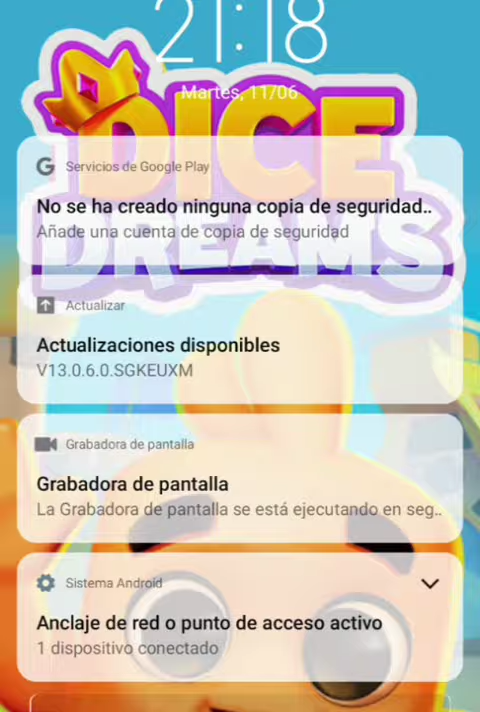 21:18
Martes, 11/06
DICE
DREAMS
Servicios de Google Play
No se ha creado ninguna copia de seguridad..
Añade una cuenta de copia de seguridad
Actualizar
Actualizaciones disponibles
V13.0.6.0.SGKEUXM
Grabadora de pantalla
Grabadora de pantalla
La Grabadora de pantalla se está ejecutando en seg..
Sistema Android
Anclaje de red o punto de acceso activo
1 dispositivo conectado